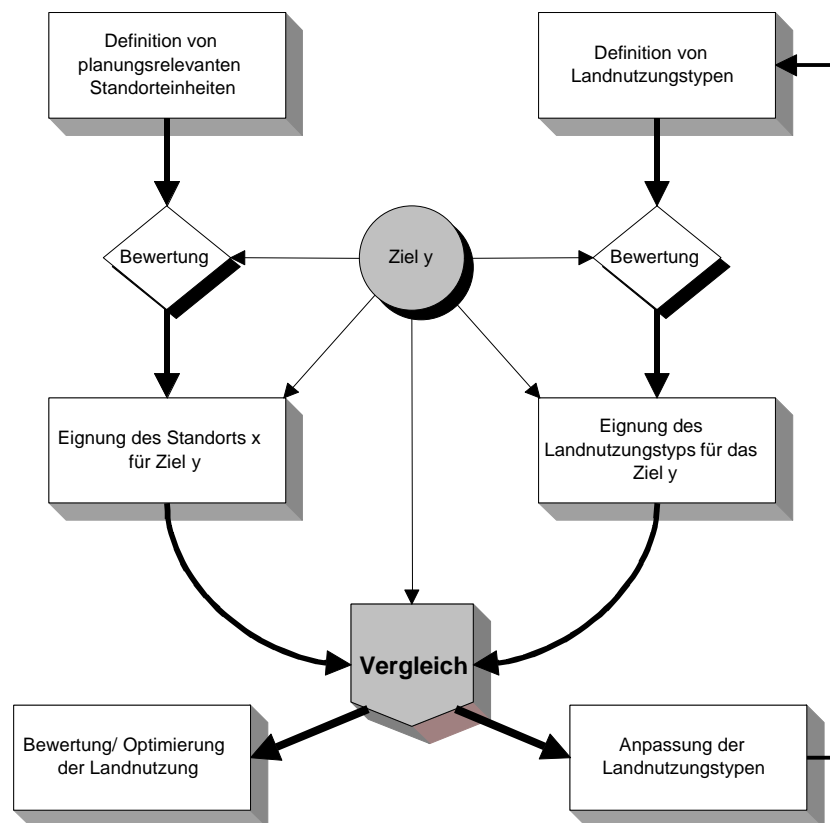 Definition von
planungsrelevanten
Standorteinheiten
Definition von
Landnutzungstypen
Bewertung
Ziel y
Bewertung
Eignung des Standorts x
für Ziel y
Eignung des
Landnutzungstyps für das
Ziel y
Vergleich
Bewertung/ Optimierung
der Landnutzung
Anpassung der
Landnutzungstypen